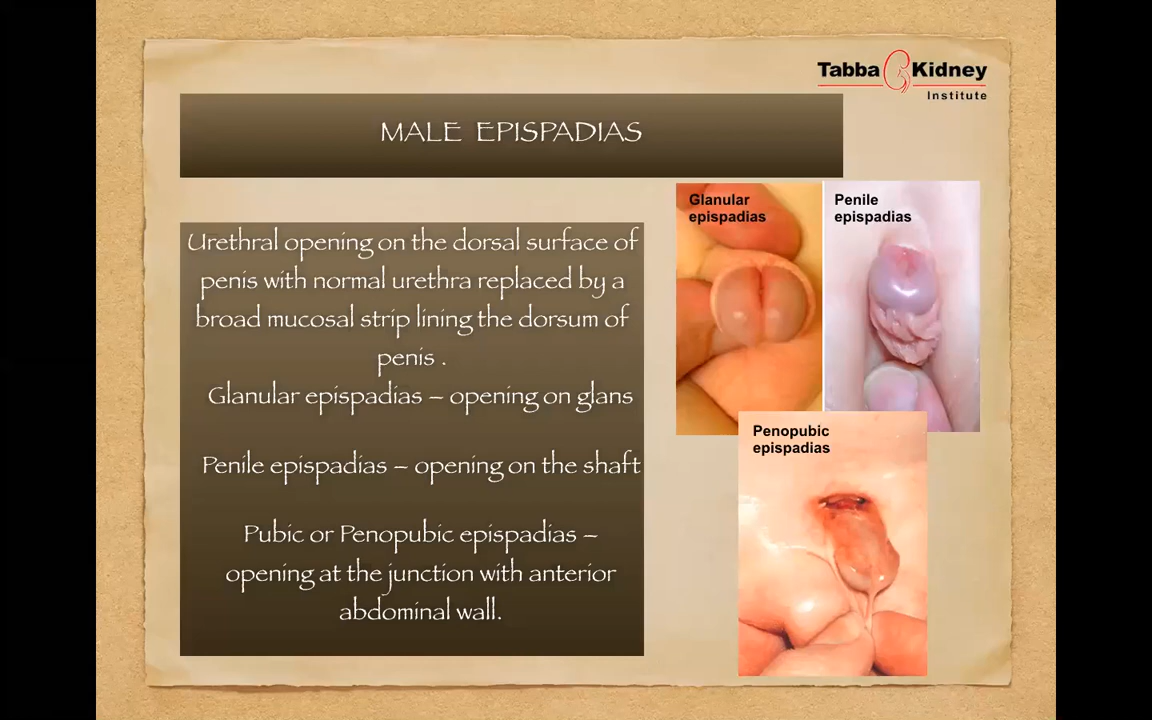 Tabba Kidney
Institute
MALE EPISPADIAS
Urethral opening on the dorsal surface of
penis with normal urethra replaced by a
broad mucosal strip lining the dorsum of
penis .
Glanular epispadias – opening on glans
Penile epispadias – opening on the shaft
Pubic or Penopubic epispadias –
opening at the junction with anterior
abdominal wall.
Glanular
epispadias
Penile
epispadias
Penopubic
epispadias